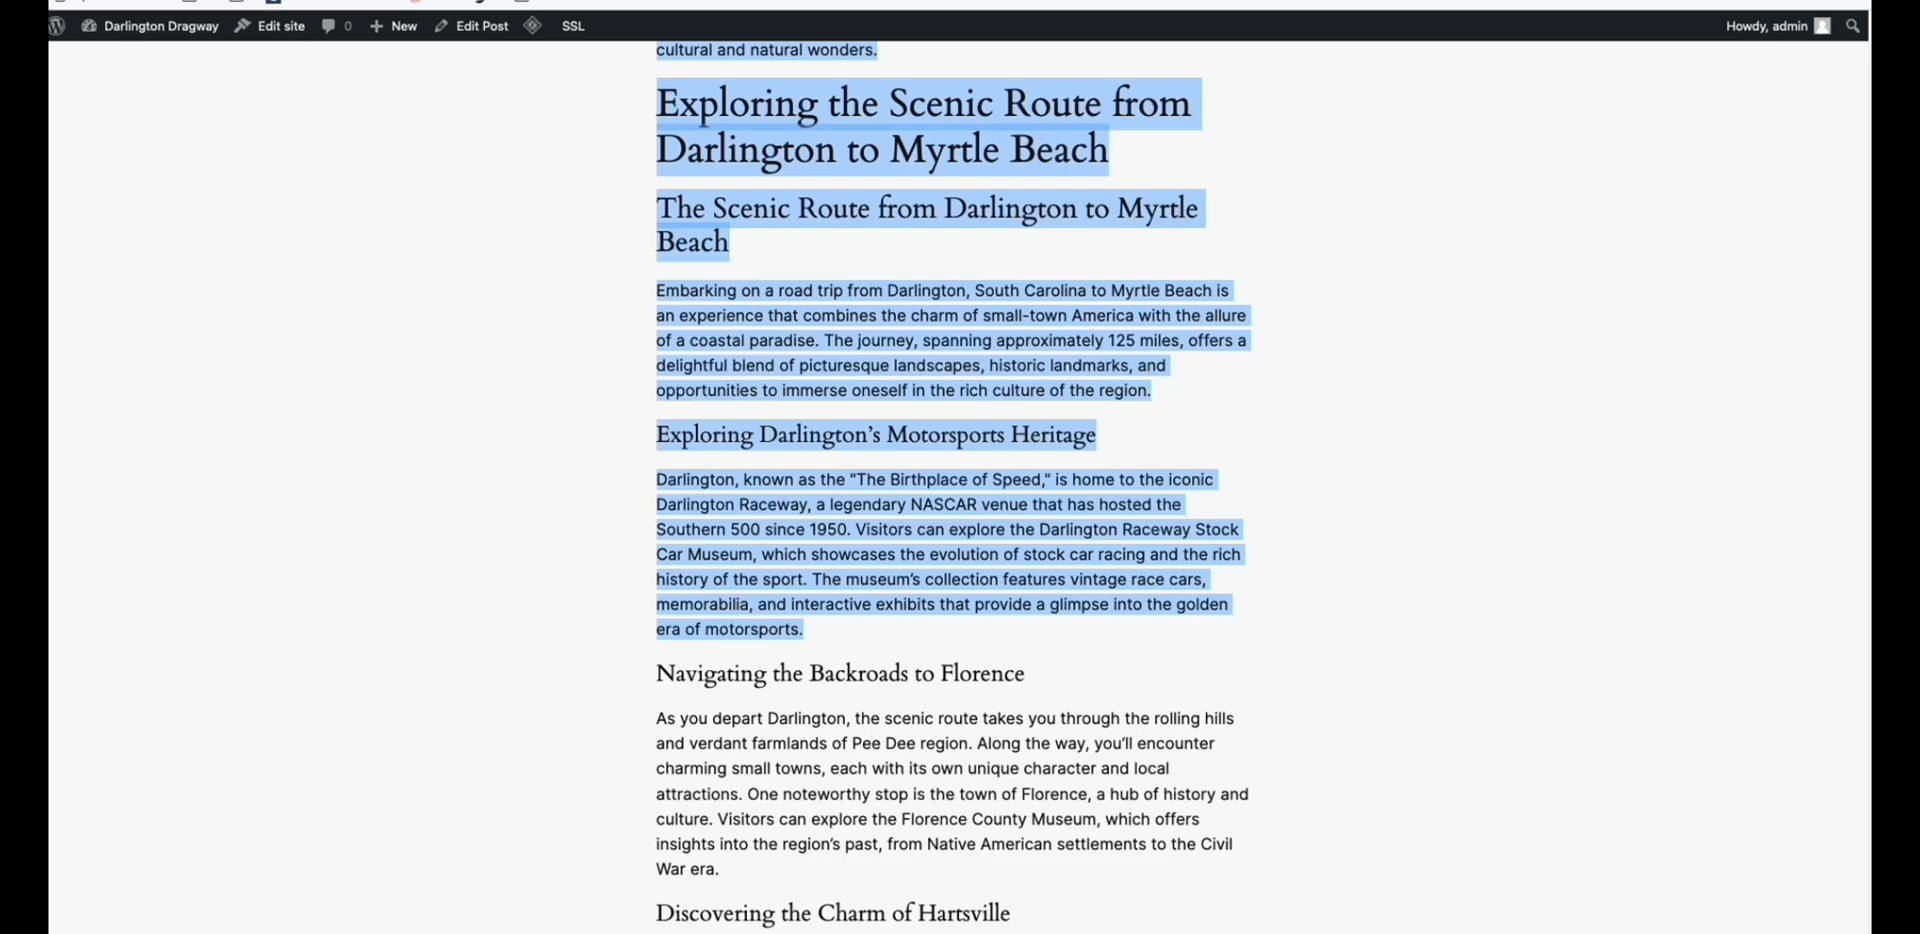 Darlington Dragway Edit site 0 New Edit Post SSL Howdy, admin
cultural and natural wonders.
Exploring the Scenic Route from
Darlington to Myrtle Beach
The Scenic Route from Darlington to Myrtle
Beach
Embarking on a road trip from Darlington, South Carolina to Myrtle Beach is
an experience that combines the charm of small-town America with the allure
of a coastal paradise. The journey, spanning approximately 125 miles, offers a
delightful blend of picturesque landscapes, historic landmarks, and
opportunities to immerse oneself in the rich culture of the region.
Exploring Darlington’s Motorsports Heritage
Darlington, known as the "The Birthplace of Speed," is home to the iconic
Darlington Raceway, a legendary NASCAR venue that has hosted the
Southern 500 since 1950. Visitors can explore the Darlington Raceway Stock
Car Museum, which showcases the evolution of stock car racing and the rich
history of the sport. The museum’s collection features vintage race cars,
memorabilia, and interactive exhibits that provide a glimpse into the golden
era of motorsports.
Navigating the Backroads to Florence
As you depart Darlington, the scenic route takes you through the rolling hills
and verdant farmlands of Pee Dee region. Along the way, you’ll encounter
charming small towns, each with its own unique character and local
attractions. One noteworthy stop is the town of Florence, a hub of history and
culture. Visitors can explore the Florence County Museum, which offers
insights into the region’s past, from Native American settlements to the Civil
War era.
Discovering the Charm of Hartsville